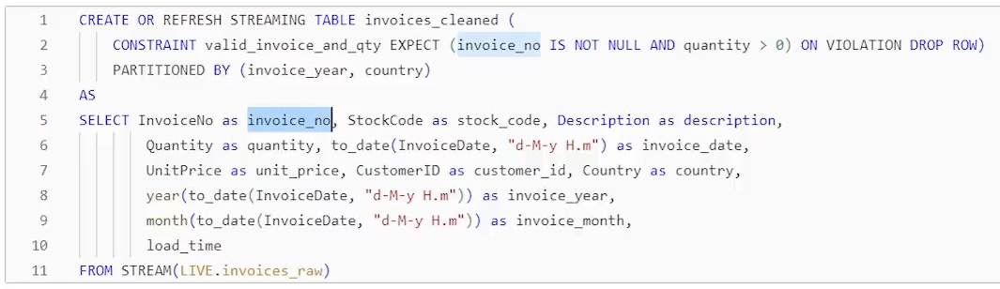 1 CREATE OR REFRESH STREAMING TABLE invoices_cleaned (
2 CONSTRAINT valid_invoice_and_qty EXPECT (invoice_no IS NOT NULL AND quantity > 0) ON VIOLATION DROP ROW)
3 PARTITIONED BY (invoice_year, country)
4 AS
5 SELECT InvoiceNo as invoice_no, StockCode as stock_code, Description as description,
6 Quantity as quantity, to_date(InvoiceDate, "d-M-y H.m") as invoice_date,
7 UnitPrice as unit_price, CustomerID as customer_id, Country as country,
8 year(to_date(InvoiceDate, "d-M-y H.m")) as invoice_year,
9 month(to_date(InvoiceDate, "d-M-y H.m")) as invoice_month,
10 load_time
11 FROM STREAM(LIVE.invoices_raw)